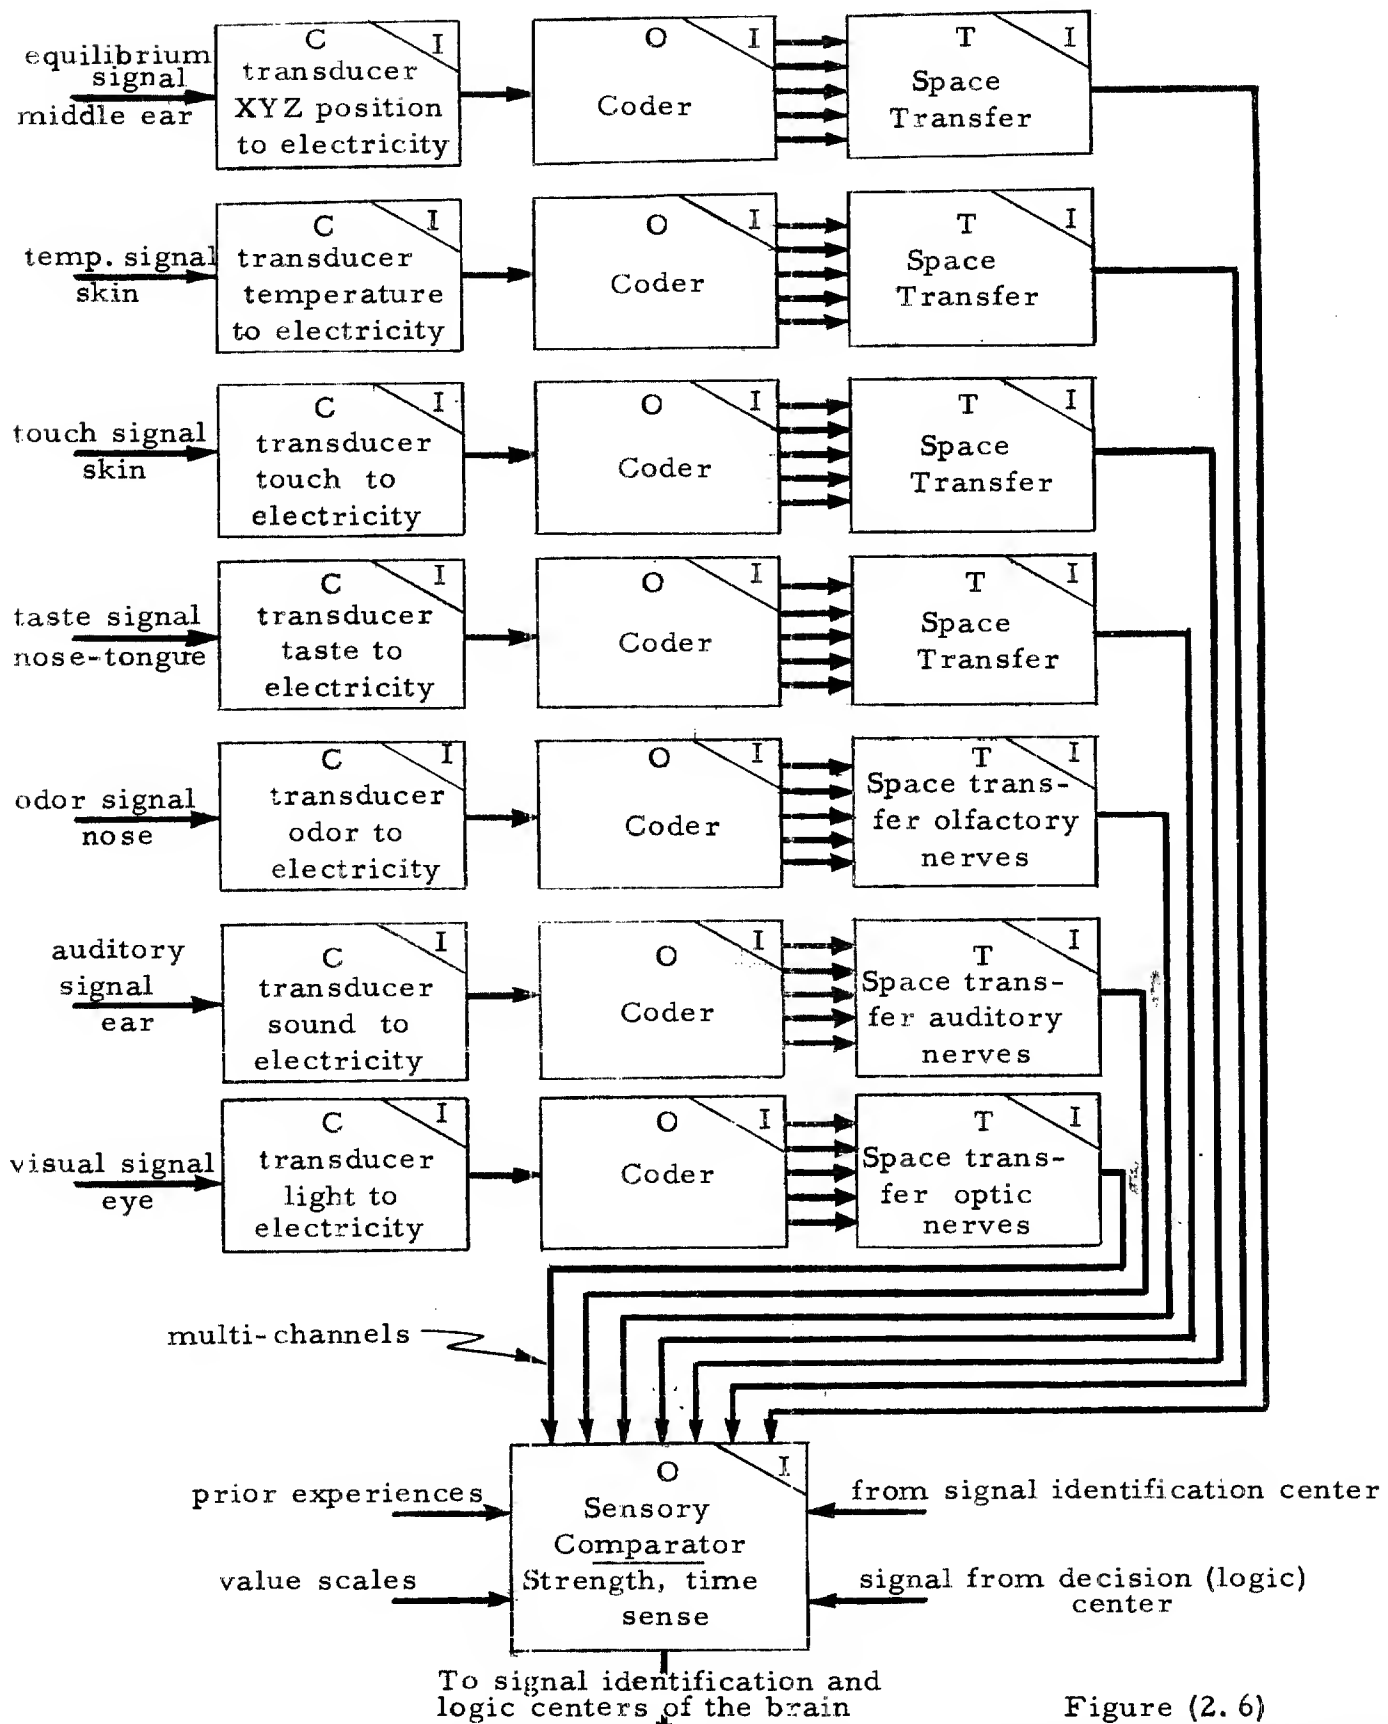 equilibrium
signal
middle ear
C
I
transducer
XYZ position
to electricity
O
I
Coder
T
I
Space
Transfer
temp. signal
skin
C
I
transducer
temperature
to electricity
O
I
Coder
T
I
Space
Transfer
touch signal
skin
C
I
transducer
touch to
electricity
O
I
Coder
T
I
Space
Transfer
taste signal
nose-tongue
C
I
transducer
taste to
electricity
O
I
Coder
T
I
Space
Transfer
odor signal
nose
C
I
transducer
odor to
electricity
O
I
Coder
T
I
Space trans-
fer olfactory
nerves
auditory
signal
ear
C
I
transducer
sound to
electricity
O
I
Coder
T
I
Space trans-
fer auditory
nerves
visual signal
eye
C
I
transducer
light to
electricity
O
I
Coder
T
I
Space trans-
fer optic
nerves
multi-channels
prior experiences
value scales
O
I
Sensory
Comparator
Strength, time
sense
from signal identification center
signal from decision (logic)
center
To signal identification and
logic centers of the brain
Figure (2.6)